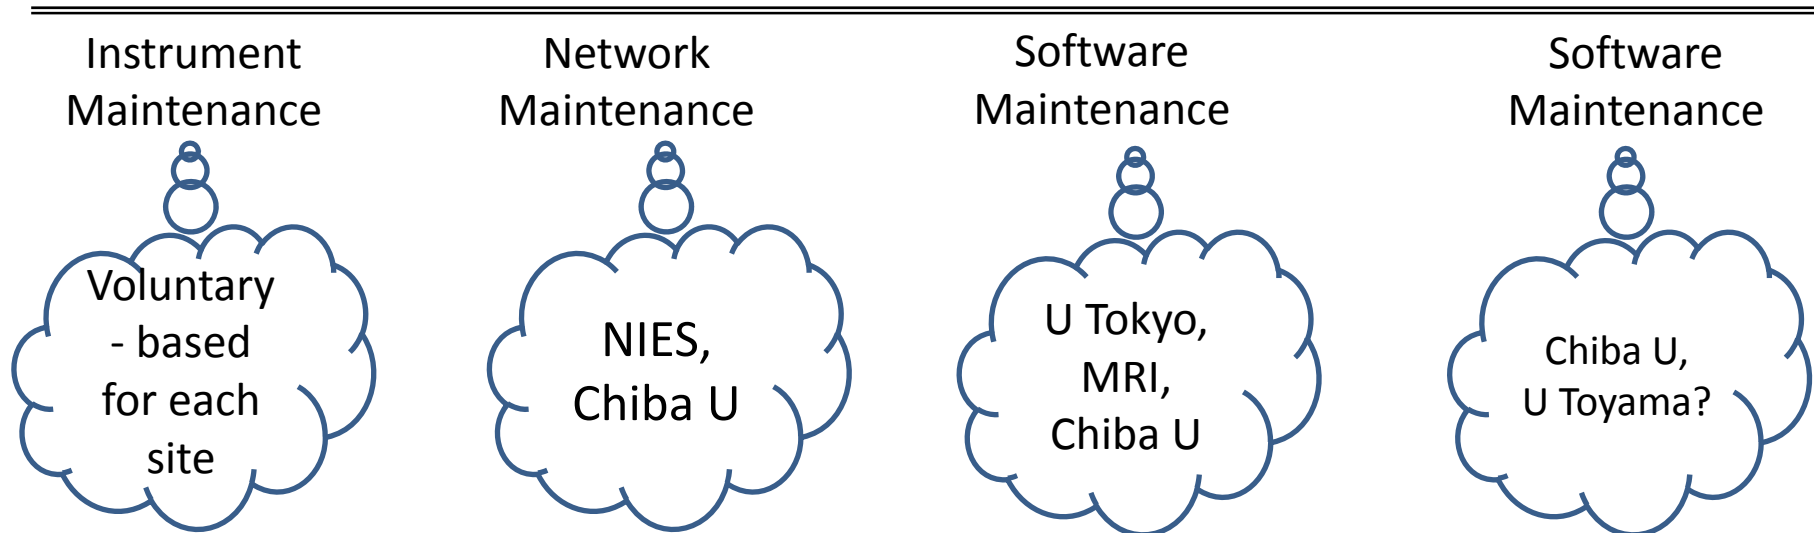 Instrument
Maintenance
Network
Maintenance
Software
Maintenance
Software
Maintenance
Voluntary
- based
for each
site
NIES,
Chiba U
U Tokyo,
MRI,
Chiba U
Chiba U,
U Toyama?